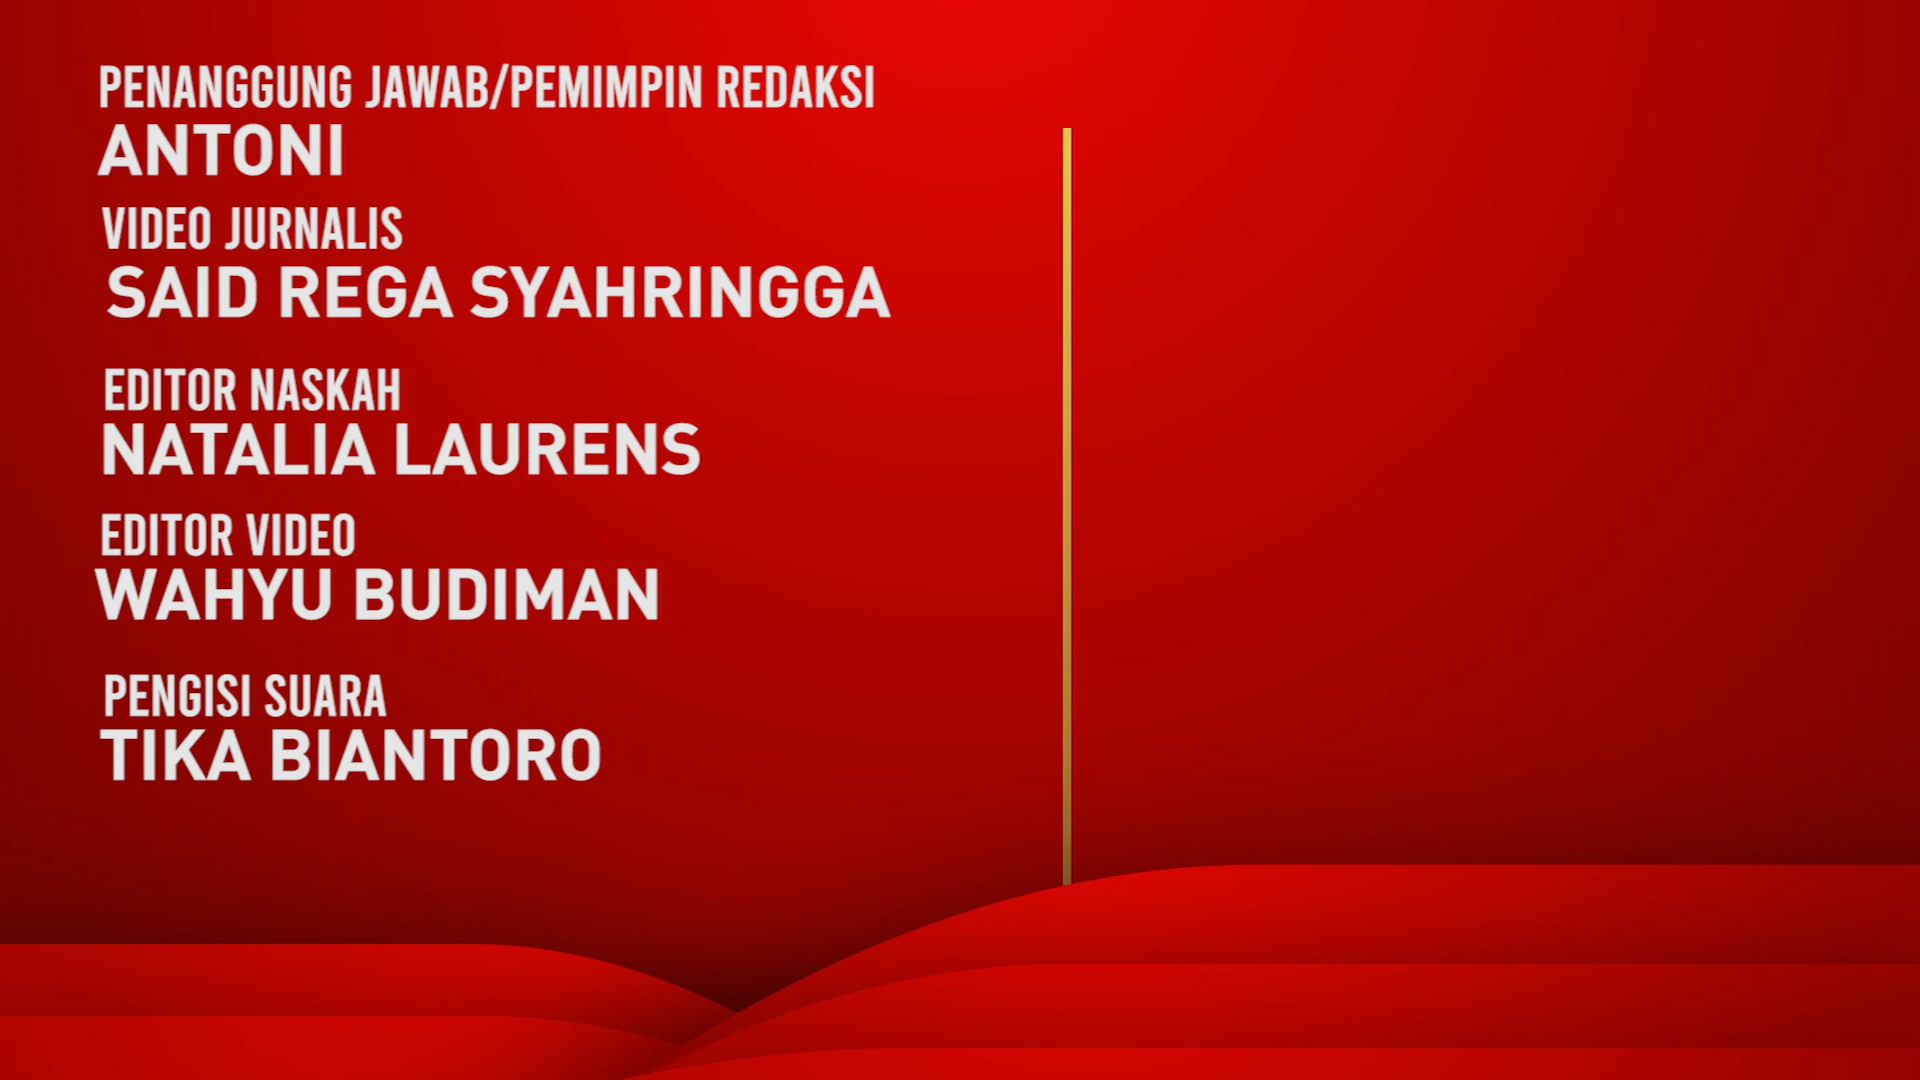 PENANGGUNG JAWAB/PEMIMPIN REDAKSI
ANTONI
VIDEO JURNALIS
SAID REGA SYAHRINGGA
EDITOR NASKAH
NATALIA LAURENS
EDITOR VIDEO
WAHYU BUDIMAN
PENGISI SUARA
TIKA BIANTORO